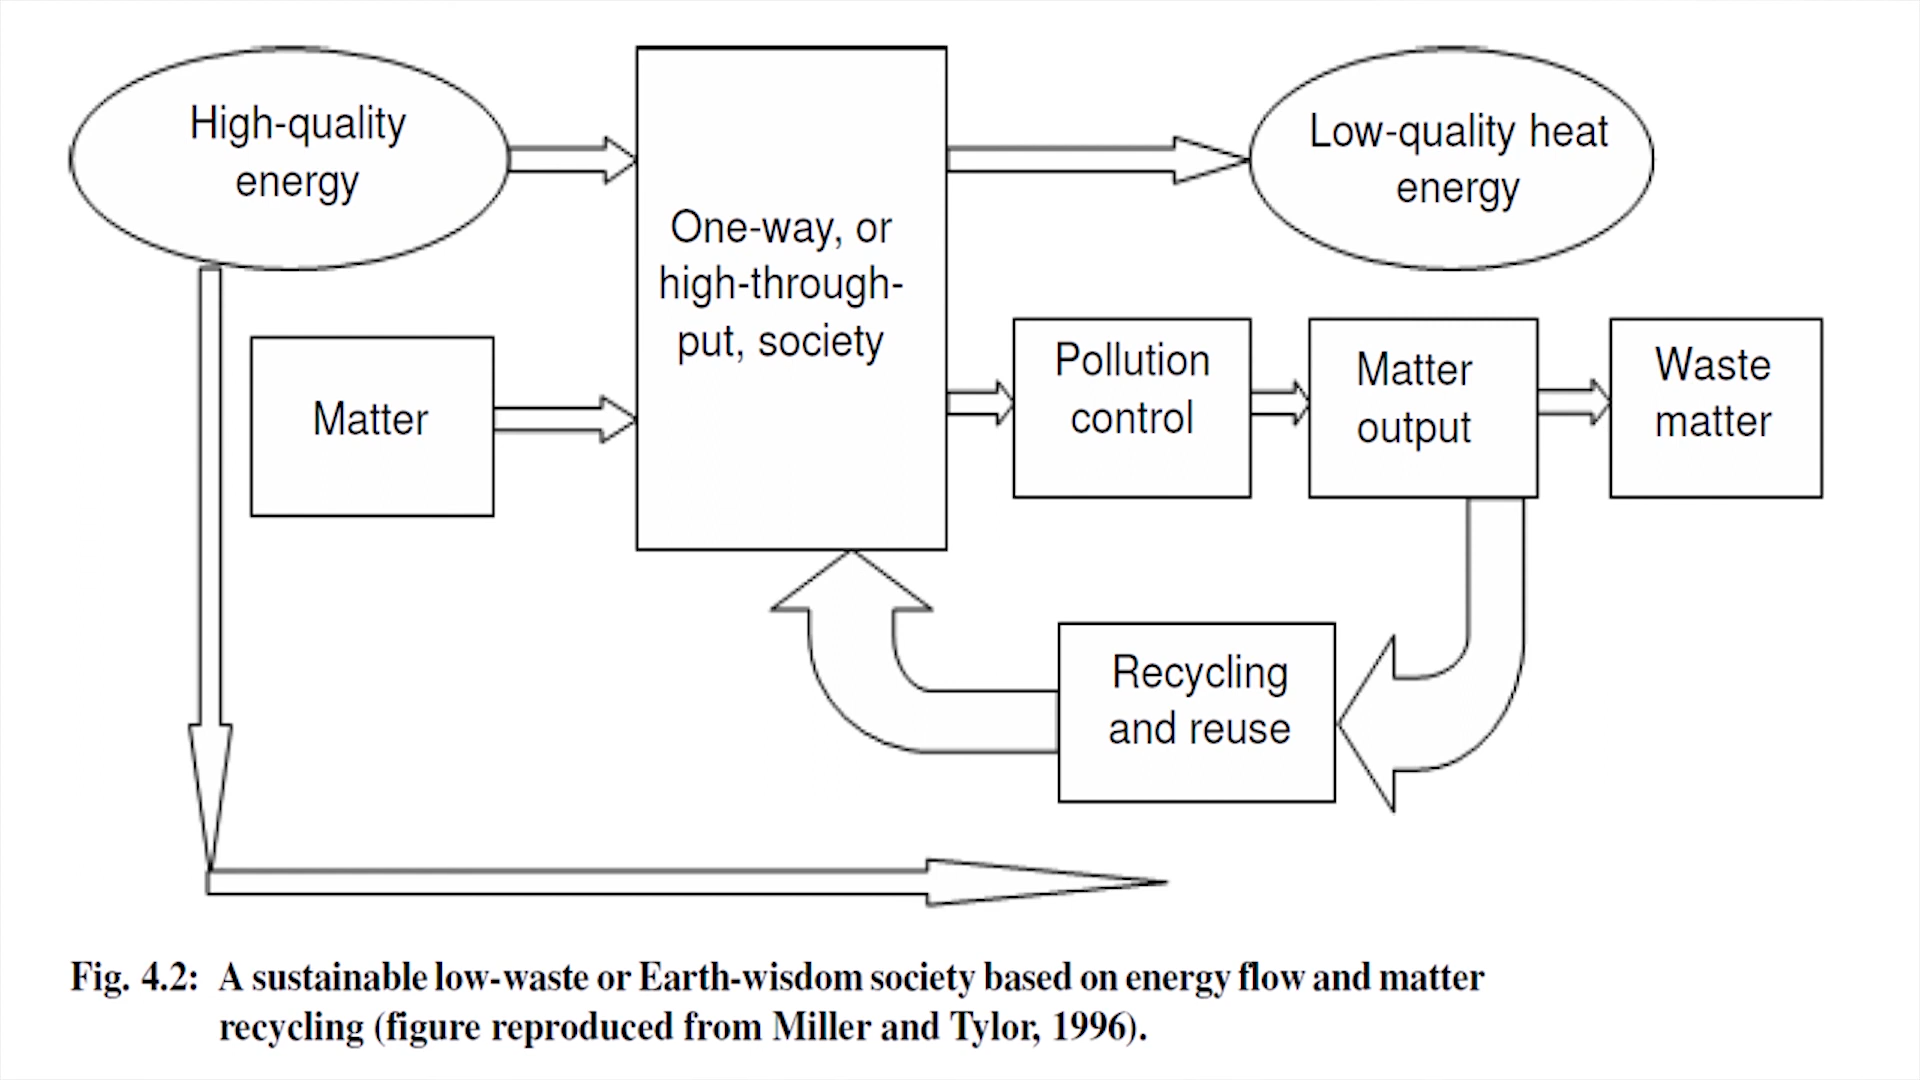 High-quality
energy
One-way, or
high-through-
put, society
Low-quality heat
energy
Matter
Pollution
control
Matter
output
Waste
matter
Recycling
and reuse
Fig. 4.2: A sustainable low-waste or Earth-wisdom society based on energy flow and matter
recycling (figure reproduced from Miller and Tylor, 1996).